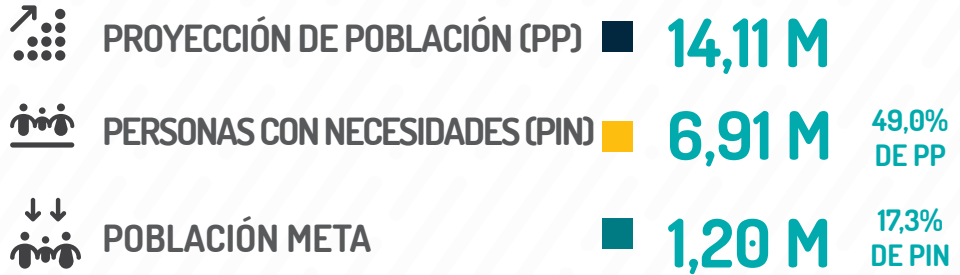 PROYECCIÓN DE POBLACIÓN (PP) 14,11 M
PERSONAS CON NECESIDADES (PIN) 6,91 M 49,0%
DE PP
POBLACIÓN META 1,20 M 17,3%
DE PIN